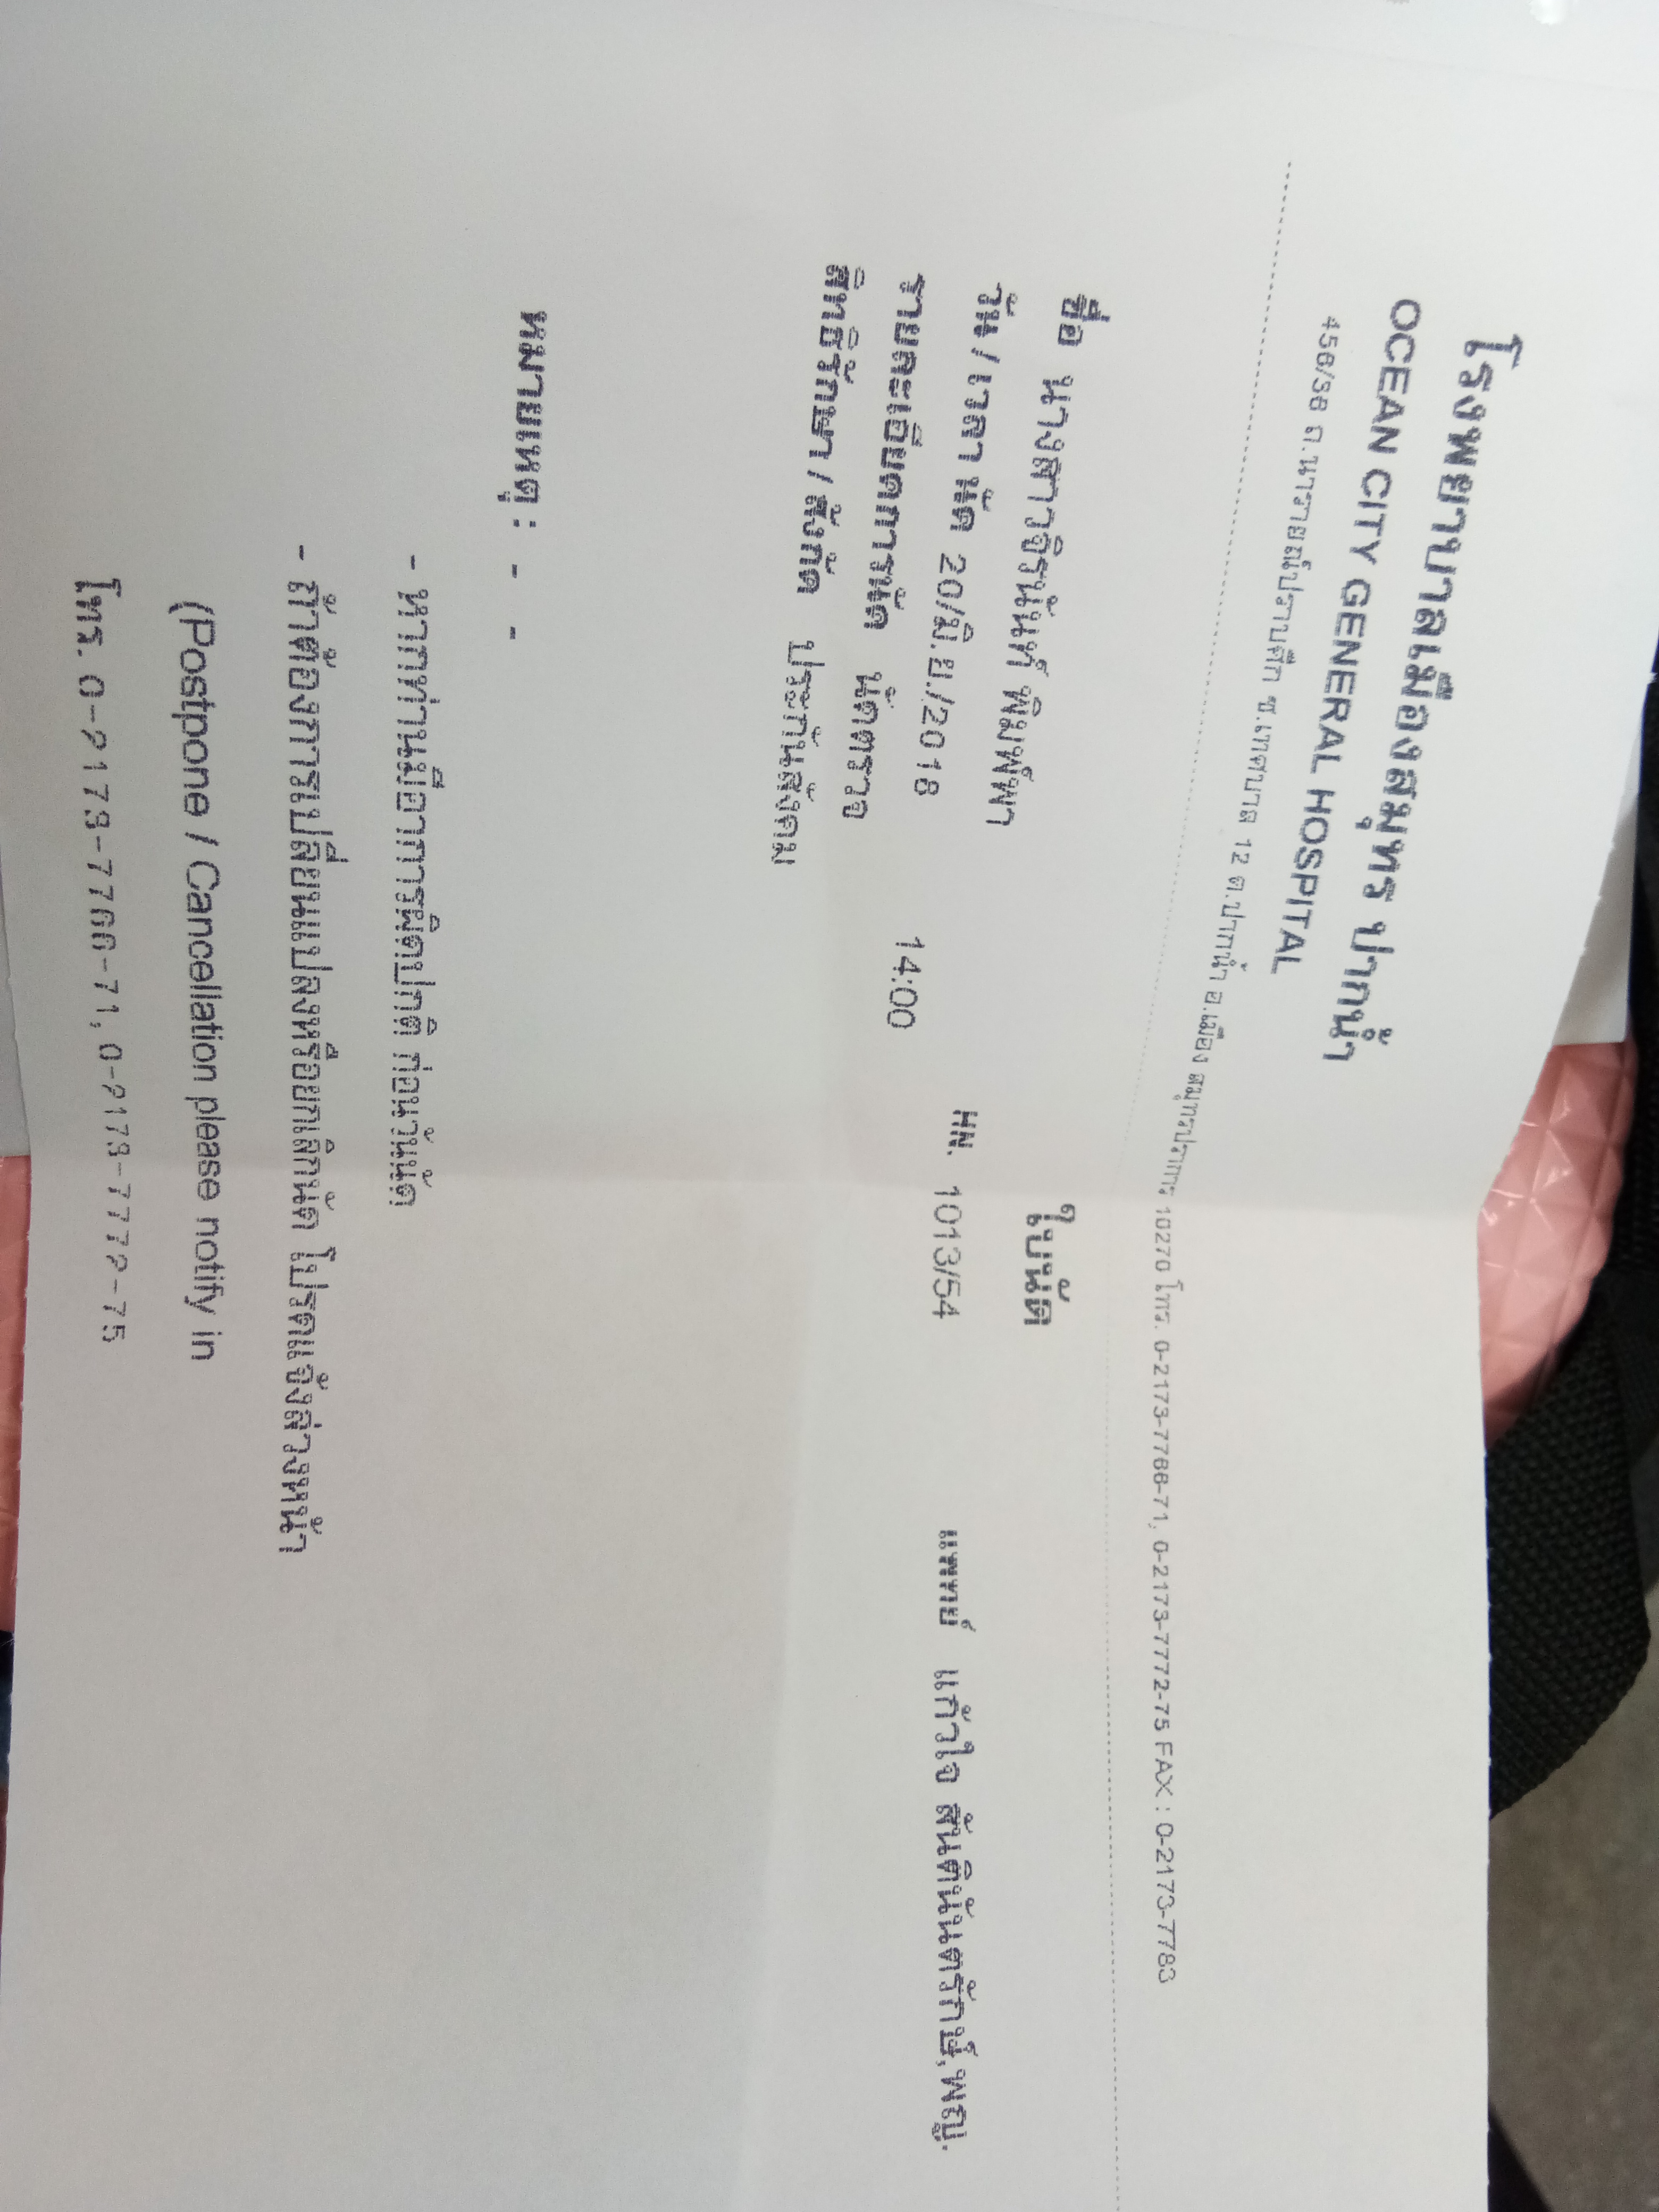 โรงพยาบาลเมืองสมุทร ปากน้ำ
OCEAN CITY GENERAL HOSPITAL
ถ.นารายณ์ปราบศึก ซ.เทศบาล 12 ต.ปากน้ำ อ.เมือง สมุทรปราการ 10270 โทร. 0-2173-7766-71, 0-2173-7772-75 FAX : 0-2173-7783
ใบนัด
ชื่อ นางสาวจิรนันท์ พิมพ์พา HN. 1013/54 แพทย์ แก้วใจ สันตินันตรักษ์,พญ.
วัน / เวลา นัด 20/มิ.ย./2018 14:00
รายละเอียดการนัด นัดตรวจ
สิทธิรักษา / สังกัด ประกันสังคม
หมายเหตุ : - -
- หากท่านมีอาการผิดปกติ ก่อนวันนัด
- ถ้าต้องการเปลี่ยนแปลงหรือยกเลิกนัด โปรดแจ้งล่วงหน้า
(Postpone / Cancellation please notify in
โทร. 0-2173-7766-71, 0-2173-7772-75